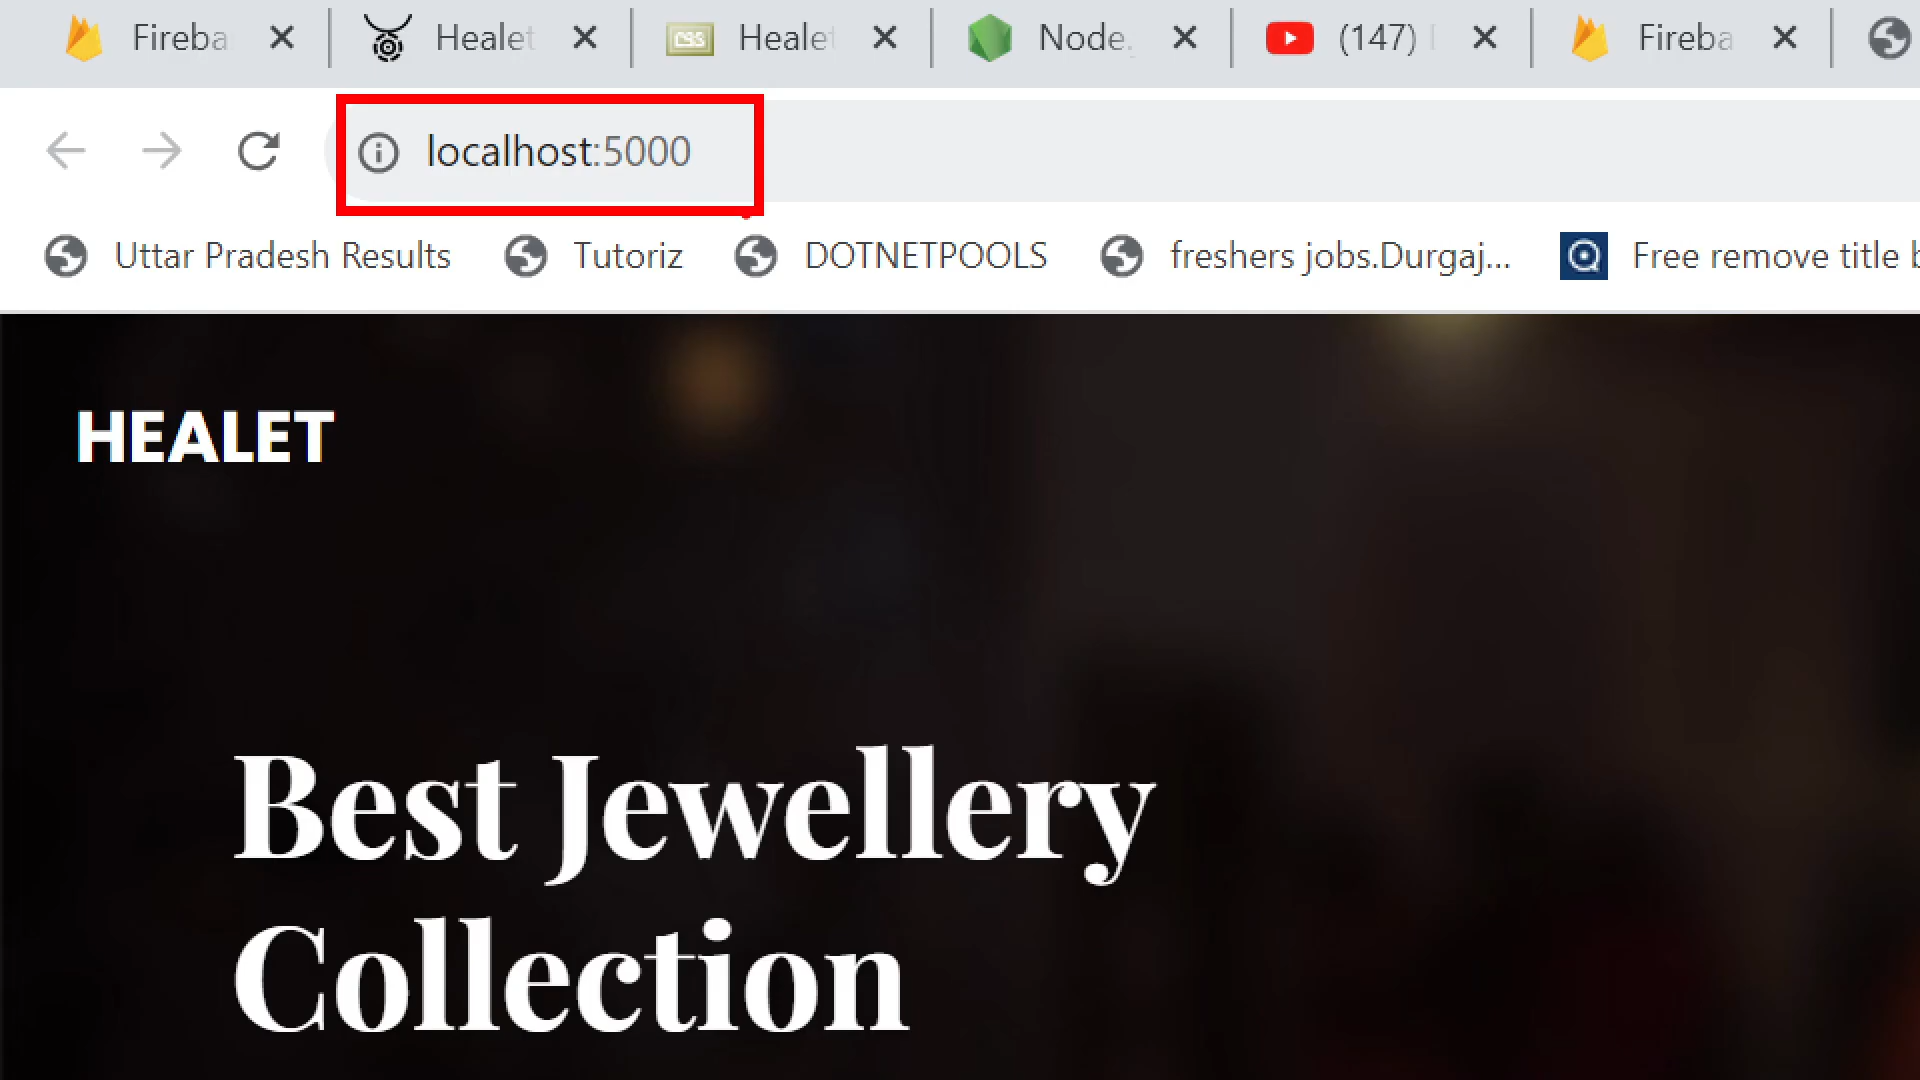 Fireba
Healet
Healet
Node.
(147)
Fireba
localhost:5000
Uttar Pradesh Results
Tutoriz
DOTNETPOOLS
freshers jobs.Durgaj...
Free remove title b
HEALET
Best Jewellery
Collection